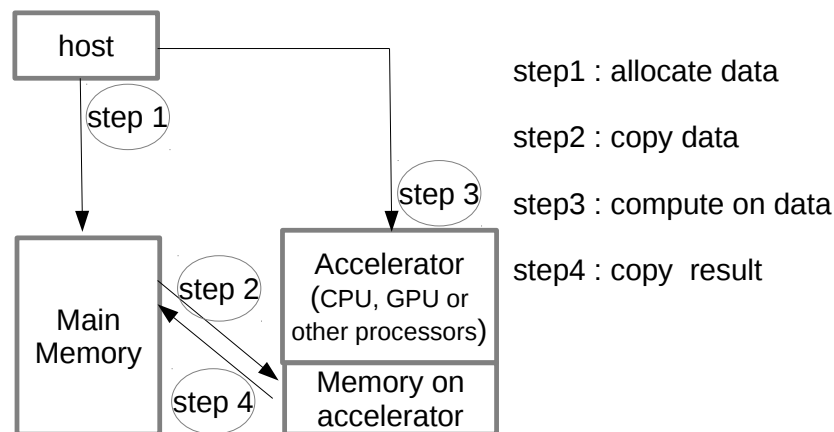 host
step 1
step 3
step 2
step 4
Main
Memory
Accelerator
(CPU, GPU or
other processors)
Memory on
accelerator
step1 : allocate data
step2 : copy data
step3 : compute on data
step4 : copy  result